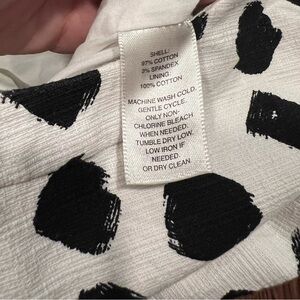 SHELL:
97% COTTON
3% SPANDEX
LINING:
100% COTTON
MACHINE WASH COLD.
GENTLE CYCLE.
ONLY NON-
CHLORINE BLEACH
WHEN NEEDED.
TUMBLE DRY LOW.
LOW IRON IF
NEEDED.
OR DRY CLEAN.